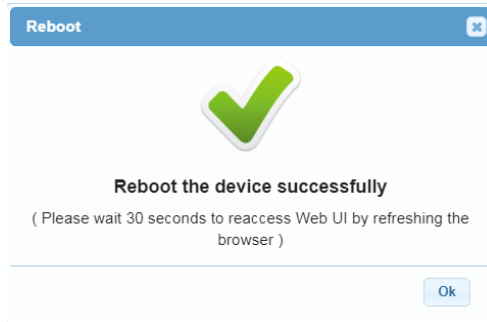 Reboot
Reboot the device successfully
( Please wait 30 seconds to reaccess Web UI by refreshing the
browser )
Ok